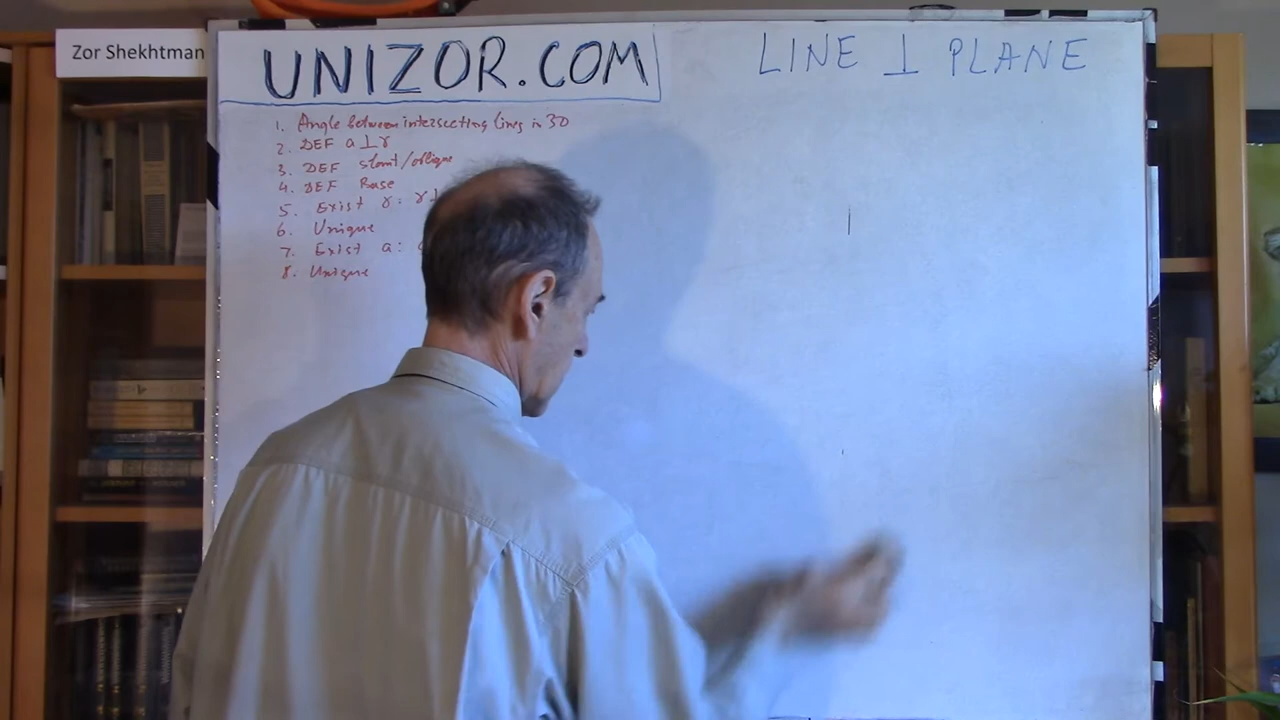 Zor Shekhtman
UNIZOR.COM
LINE ⊥ PLANE
1. Angle between intersecting lines in 3D
2. DEF a⊥γ
3. DEF slant/oblique
4. DEF Base
5. Exist γ:
6. Unique
7. Exist a:
8. Unique